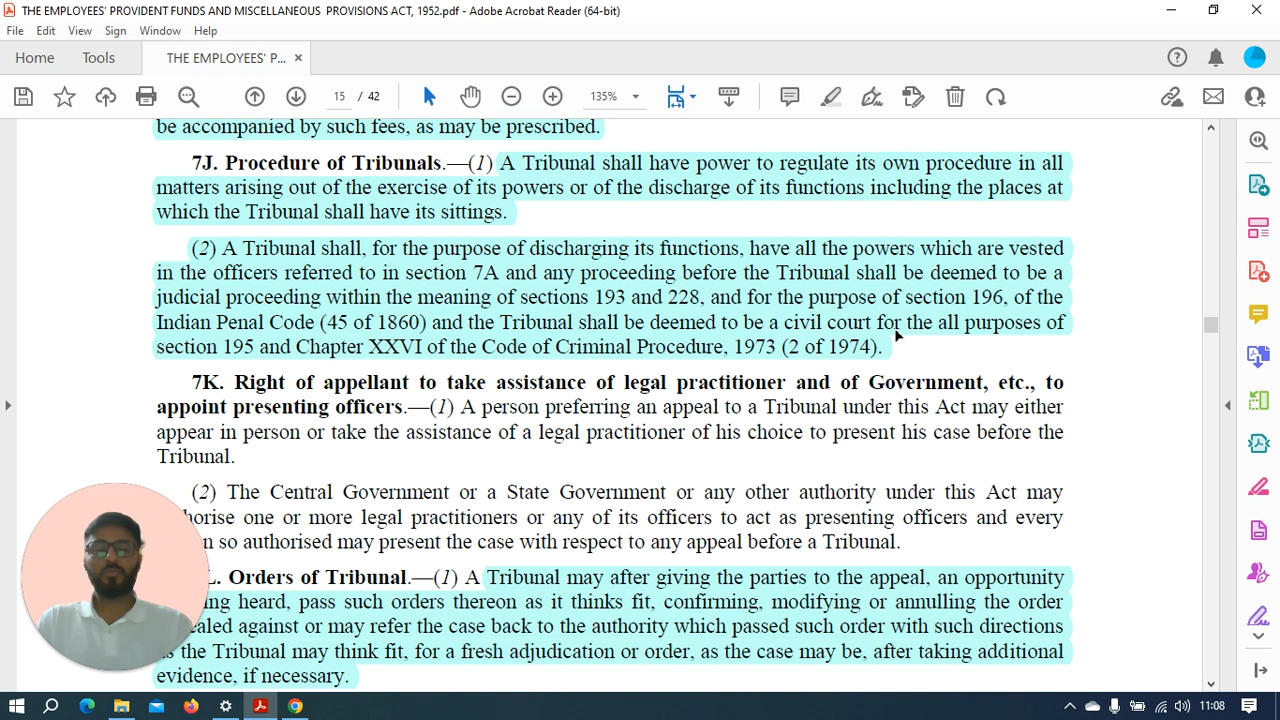 THE EMPLOYEES' PROVIDENT FUNDS AND MISCELLANEOUS PROVISIONS ACT, 1952.pdf - Adobe Acrobat Reader (64-bit)
File Edit View Sign Window Help
Home Tools THE EMPLOYEES' P... ×
15 / 42 135%
be accompanied by such fees, as may be prescribed.
7J. Procedure of Tribunals.—(1) A Tribunal shall have power to regulate its own procedure in all
matters arising out of the exercise of its powers or of the discharge of its functions including the places at
which the Tribunal shall have its sittings.
(2) A Tribunal shall, for the purpose of discharging its functions, have all the powers which are vested
in the officers referred to in section 7A and any proceeding before the Tribunal shall be deemed to be a
judicial proceeding within the meaning of sections 193 and 228, and for the purpose of section 196, of the
Indian Penal Code (45 of 1860) and the Tribunal shall be deemed to be a civil court for the all purposes of
section 195 and Chapter XXVI of the Code of Criminal Procedure, 1973 (2 of 1974).
7K. Right of appellant to take assistance of legal practitioner and of Government, etc., to
appoint presenting officers.—(1) A person preferring an appeal to a Tribunal under this Act may either
appear in person or take the assistance of a legal practitioner of his choice to present his case before the
Tribunal.
(2) The Central Government or a State Government or any other authority under this Act may
horise one or more legal practitioners or any of its officers to act as presenting officers and every
n so authorised may present the case with respect to any appeal before a Tribunal.
L. Orders of Tribunal.—(1) A Tribunal may after giving the parties to the appeal, an opportunity
ng heard, pass such orders thereon as it thinks fit, confirming, modifying or annulling the order
ealed against or may refer the case back to the authority which passed such order with such directions
s the Tribunal may think fit, for a fresh adjudication or order, as the case may be, after taking additional
evidence, if necessary.
11:08